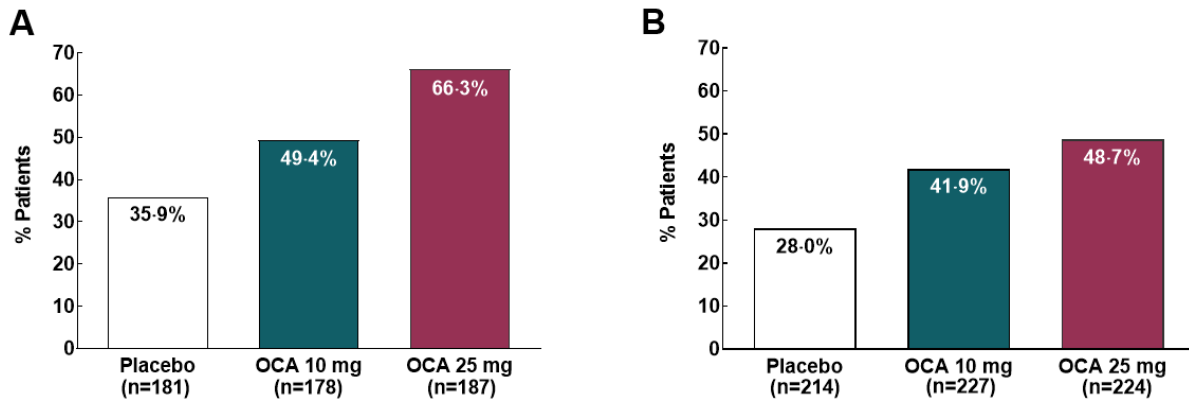 A
% Patients
70
60
50
40
30
20
10
0
35·9%
49·4%
66·3%
Placebo
(n=181)
OCA 10 mg
(n=178)
OCA 25 mg
(n=187)
B
% Patients
70
60
50
40
30
20
10
0
28·0%
41·9%
48·7%
Placebo
(n=214)
OCA 10 mg
(n=227)
OCA 25 mg
(n=224)